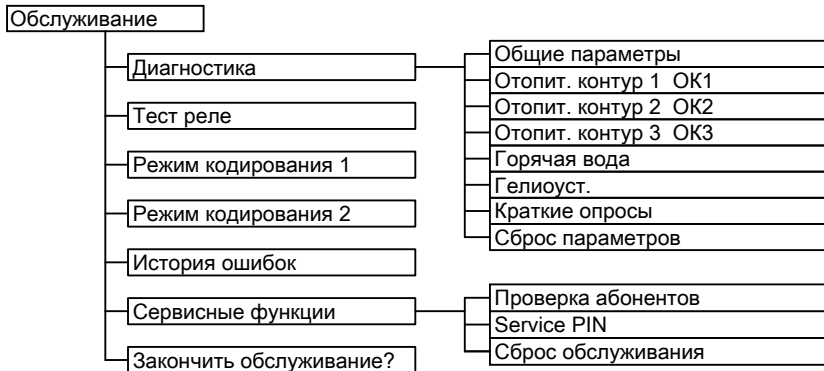 Обслуживание
Диагностика
Общие параметры
Отопит. контур 1 ОК1
Отопит. контур 2 ОК2
Отопит. контур 3 ОК3
Горячая вода
Гелиоуст.
Краткие опросы
Сброс параметров
Тест реле
Режим кодирования 1
Режим кодирования 2
История ошибок
Сервисные функции
Проверка абонентов
Service PIN
Сброс обслуживания
Закончить обслуживание?